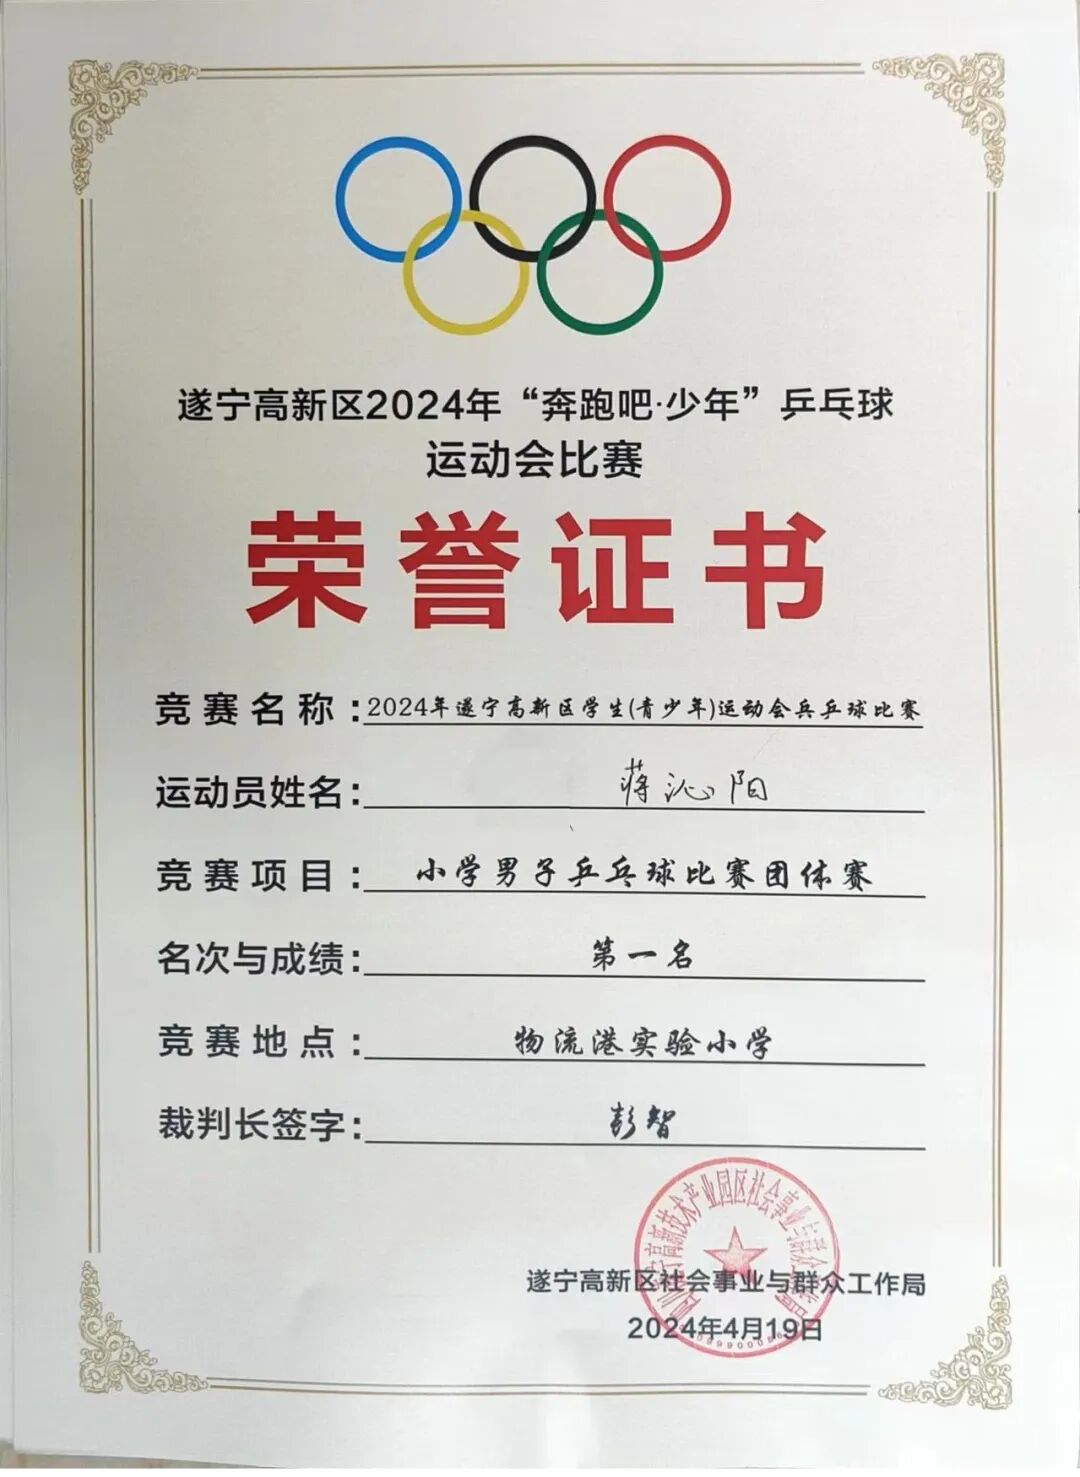 遂宁高新区2024年“奔跑吧·少年”乒乓球
运动会比赛
荣誉证书
竞赛名称：2024年遂宁高新区学生(青少年)运动会兵乒球比赛
运动员姓名：蒋沁阳
竞赛项目：小学男子乒乓球比赛团体赛
名次与成绩：第一名
竞赛地点：物流港实验小学
裁判长签字：彭智
遂宁高新区社会事业与群众工作局
2024年4月19日